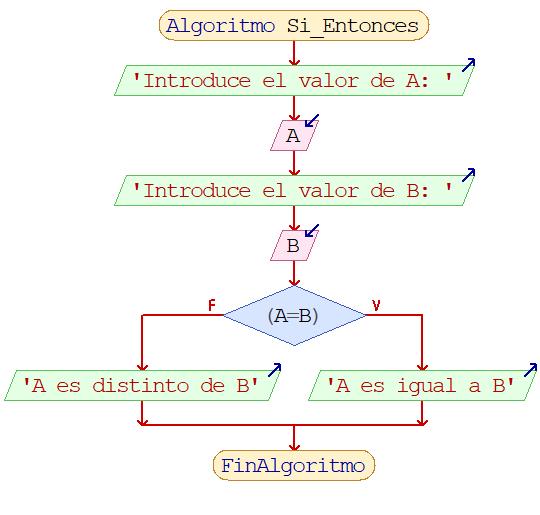 Algoritmo Si_Entonces
'Introduce el valor de A: '
A
'Introduce el valor de B: '
B
F
(A=B)
V
'A es distinto de B'
'A es igual a B'
FinAlgoritmo